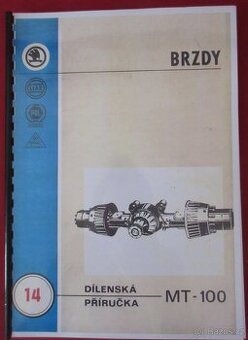 BRZDY
14
DÍLENSKÁ
PŘÍRUČKA
MT-100